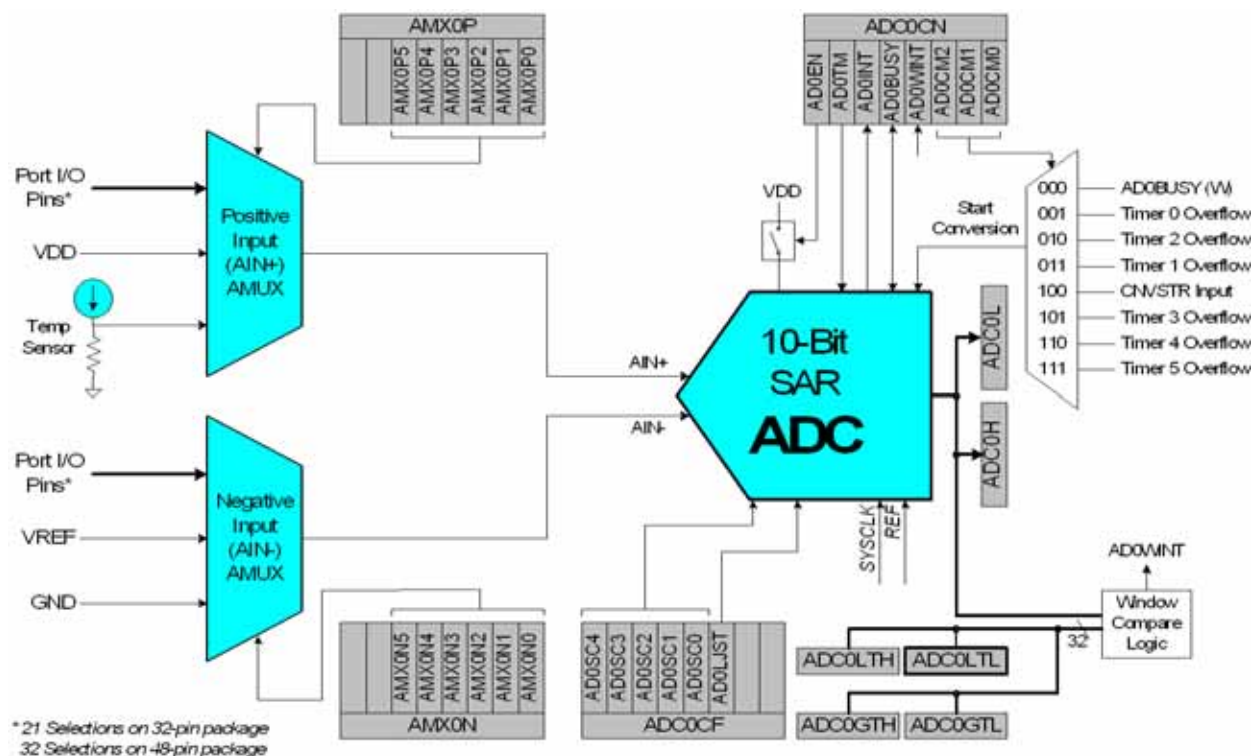 AMX0P
AMX0P5
AMX0P4
AMX0P3
AMX0P2
AMX0P1
AMX0P0
ADC0CN
AD0EN
AD0TM
AD0INT
AD0BUSY
AD0WINT
AD0CM2
AD0CM1
AD0CM0
Port I/O
Pins*
VDD
Temp
Sensor
Positive
Input
(AIN+)
AMUX
VDD
Start
Conversion
000 AD0BUSY (W)
001 Timer 0 Overflow
010 Timer 2 Overflow
011 Timer 1 Overflow
100 CNVSTR Input
101 Timer 3 Overflow
110 Timer 4 Overflow
111 Timer 5 Overflow
AIN+
AIN-
10-Bit
SAR
ADC
ADC0L
ADC0H
Port I/O
Pins*
VREF
GND
Negative
Input
(AIN-)
AMUX
SYSCLK
REF
AD0WINT
Window
Compare
Logic
32
AMX0N5
AMX0N4
AMX0N3
AMX0N2
AMX0N1
AMX0N0
AMX0N
AD0SC4
AD0SC3
AD0SC2
AD0SC1
AD0SC0
AD0LJST
ADC0CF
ADC0LTH
ADC0LTL
ADC0GTH
ADC0GTL
* 21 Selections on 32-pin package
32 Selections on 48-pin package